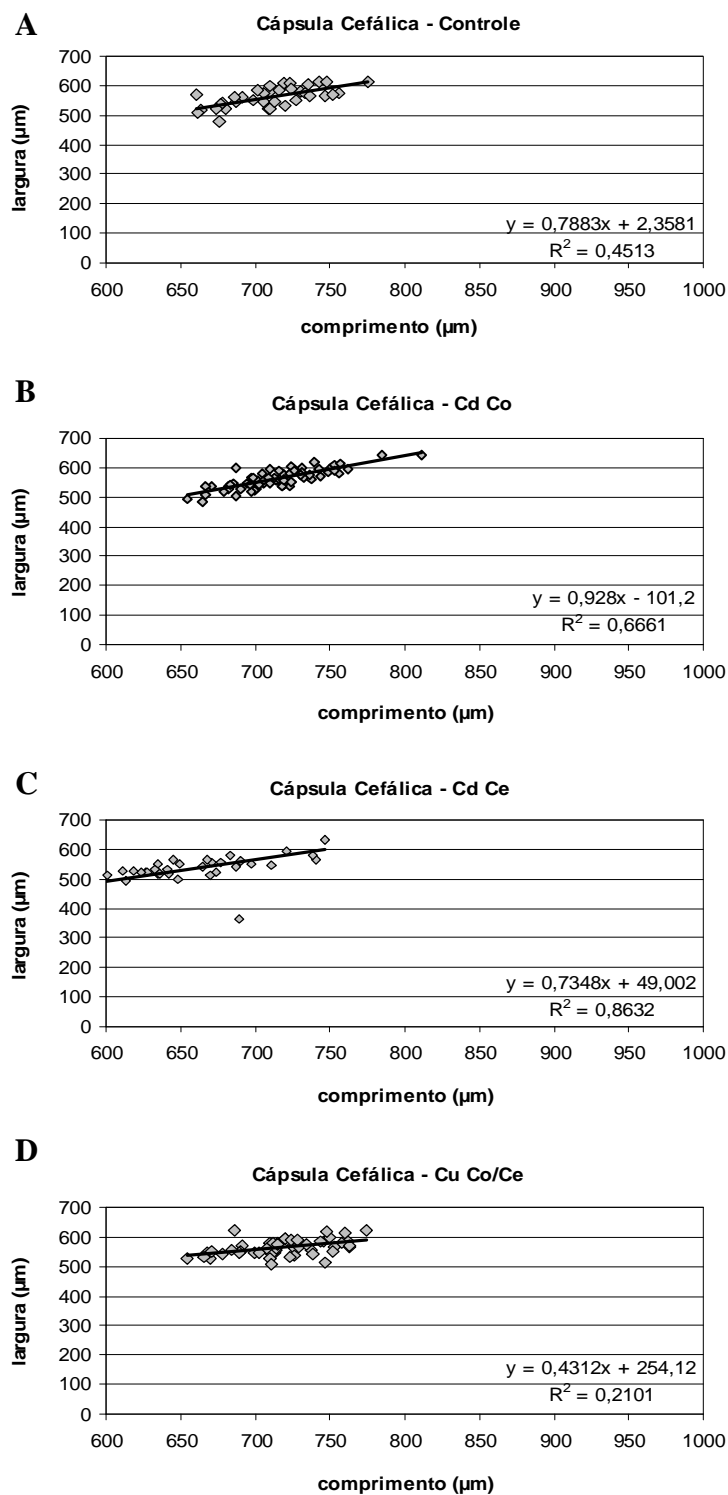 A
Cápsula Cefálica - Controle
700
600
500
400
300
200
100
0
largura (µm)
y = 0,7883x + 2,3581
R² = 0,4513
600 650 700 750 800 850 900 950 1000
comprimento (µm)
B
Cápsula Cefálica - Cd Co
700
600
500
400
300
200
100
0
largura (µm)
y = 0,928x - 101,2
R² = 0,6661
600 650 700 750 800 850 900 950 1000
comprimento (µm)
C
Cápsula Cefálica - Cd Ce
700
600
500
400
300
200
100
0
largura (µm)
y = 0,7348x + 49,002
R² = 0,8632
600 650 700 750 800 850 900 950 1000
comprimento (µm)
D
Cápsula Cefálica - Cu Co/Ce
700
600
500
400
300
200
100
0
largura (µm)
y = 0,4312x + 254,12
R² = 0,2101
600 650 700 750 800 850 900 950 1000
comprimento (µm)